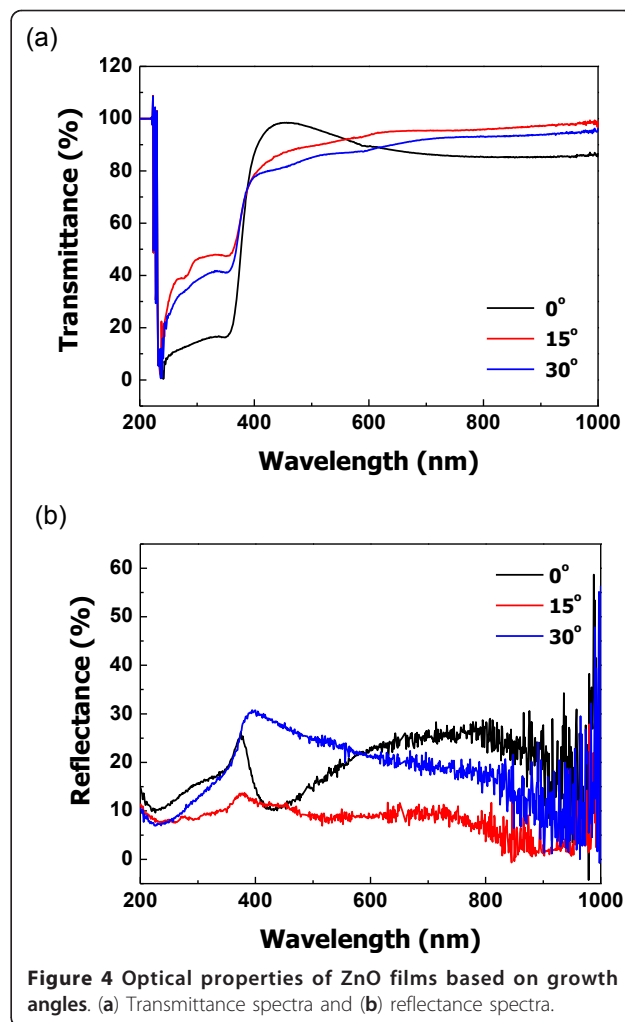 (a)
120
100
80
60
40
20
0
Transmittance (%)
0°
15°
30°
200 400 600 800 1000
Wavelength (nm)
(b)
60
50
40
30
20
10
0
Reflectance (%)
0°
15°
30°
200 400 600 800 1000
Wavelength (nm)
Figure 4 Optical properties of ZnO films based on growth
angles. (a) Transmittance spectra and (b) reflectance spectra.